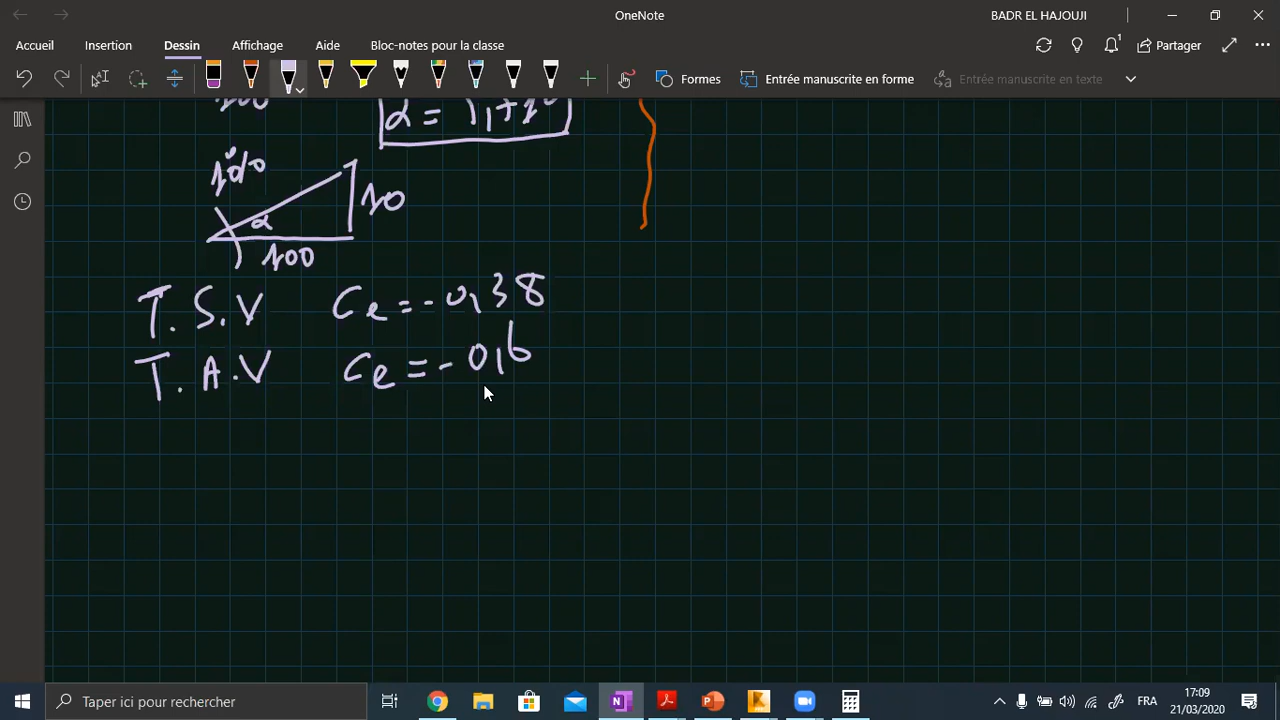 OneNote
BADR EL HAJOUJI
Accueil Insertion Dessin Affichage Aide Bloc-notes pour la classe
Partager
Formes Entrée manuscrite en forme Entrée manuscrite en texte
α =
10% 10
α
100
T.S.V Ce = - 0,38
T.A.V Ce = - 0,6
Taper ici pour rechercher
FRA
17:09
21/03/2020